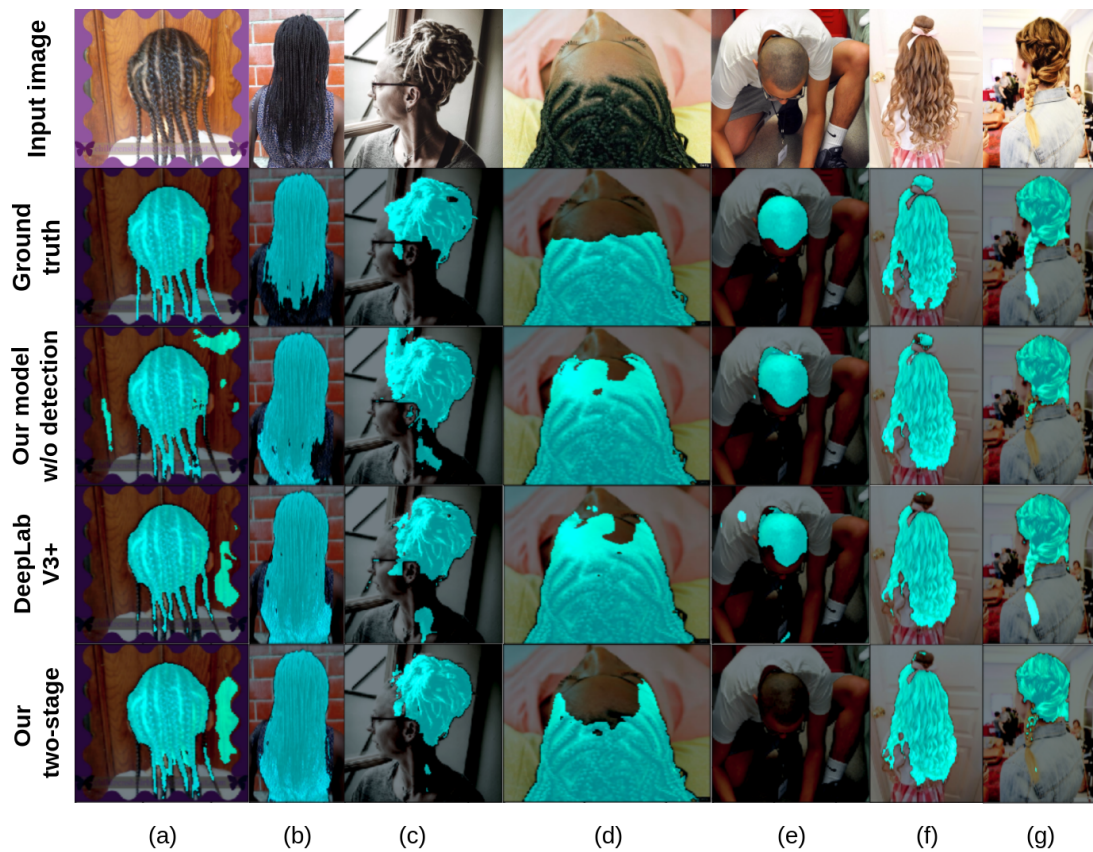 Input image
Ground
truth
Our model
w/o detection
DeepLab
V3+
Our
two-stage
(a) (b) (c) (d) (e) (f) (g)